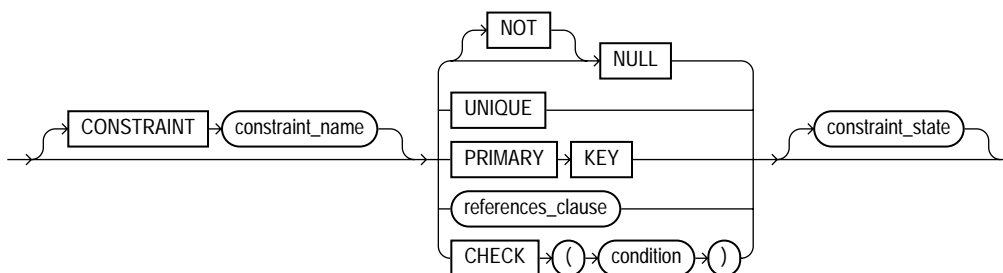 NOT
NULL
UNIQUE
CONSTRAINT constraint_name
constraint_state
PRIMARY KEY
references_clause
CHECK ( condition )